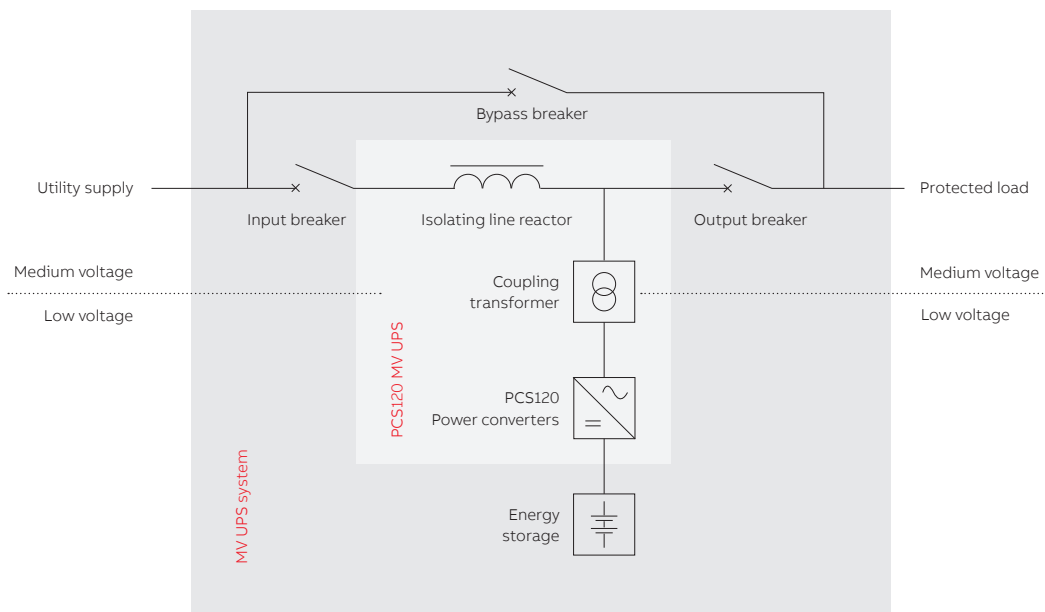 Bypass breaker
Utility supply
Protected load
Input breaker
Isolating line reactor
Output breaker
Medium voltage
Low voltage
Coupling
transformer
Medium voltage
Low voltage
PCS120 MV UPS
PCS120
Power converters
MV UPS system
Energy
storage